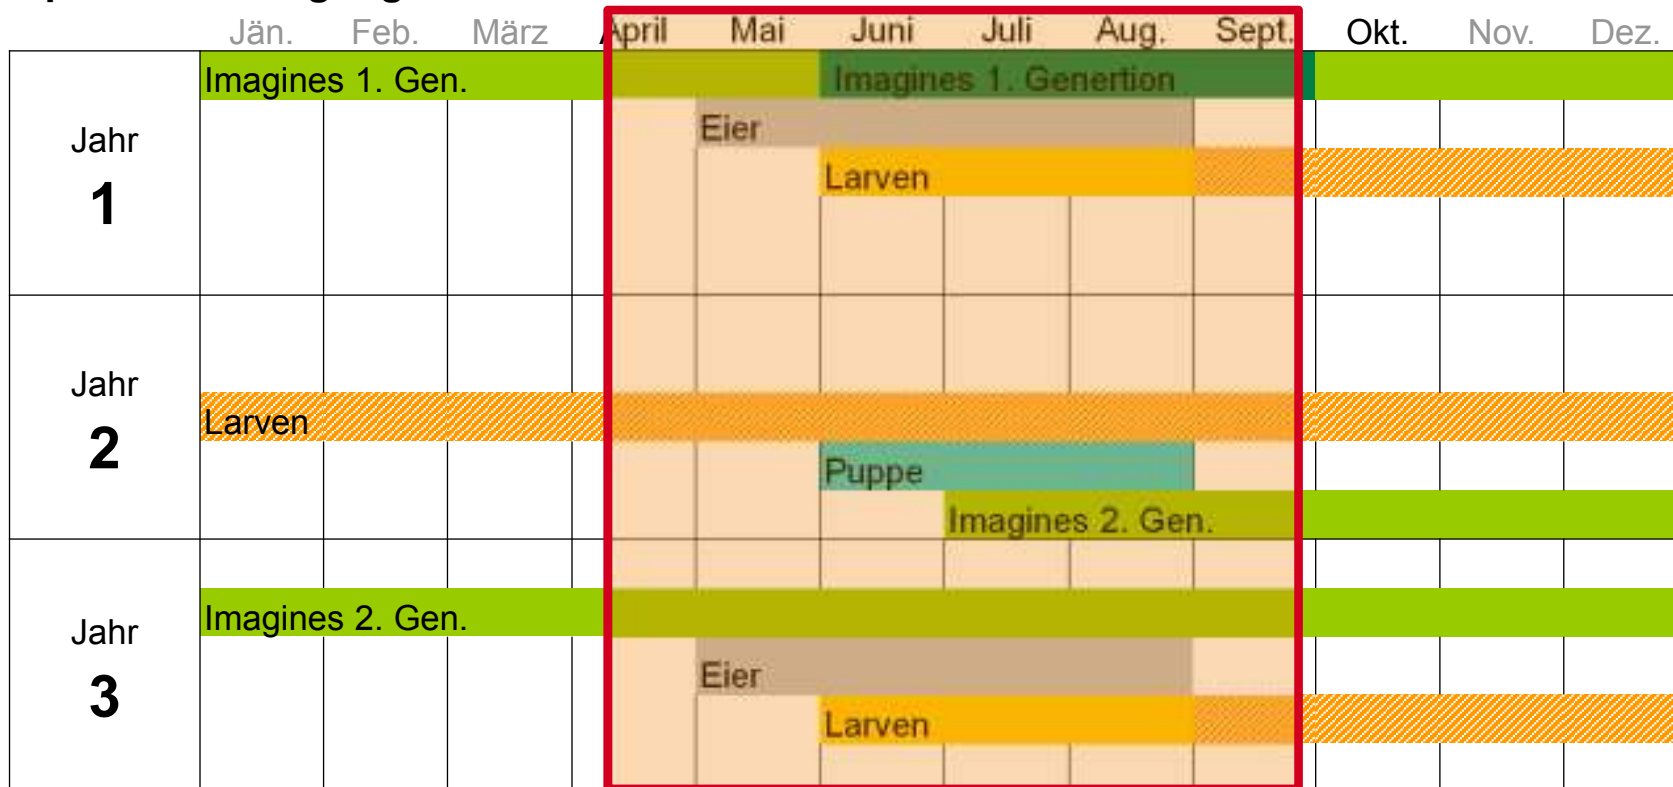 Jän. Feb. März April Mai Juni Juli Aug. Sept. Okt. Nov. Dez.
Imagines 1. Gen. Imagines 1. Genertion
Eier
Jahr
1
Larven
Jahr
2
Larven
Puppe
Imagines 2. Gen.
Imagines 2. Gen.
Jahr
3
Eier
Larven